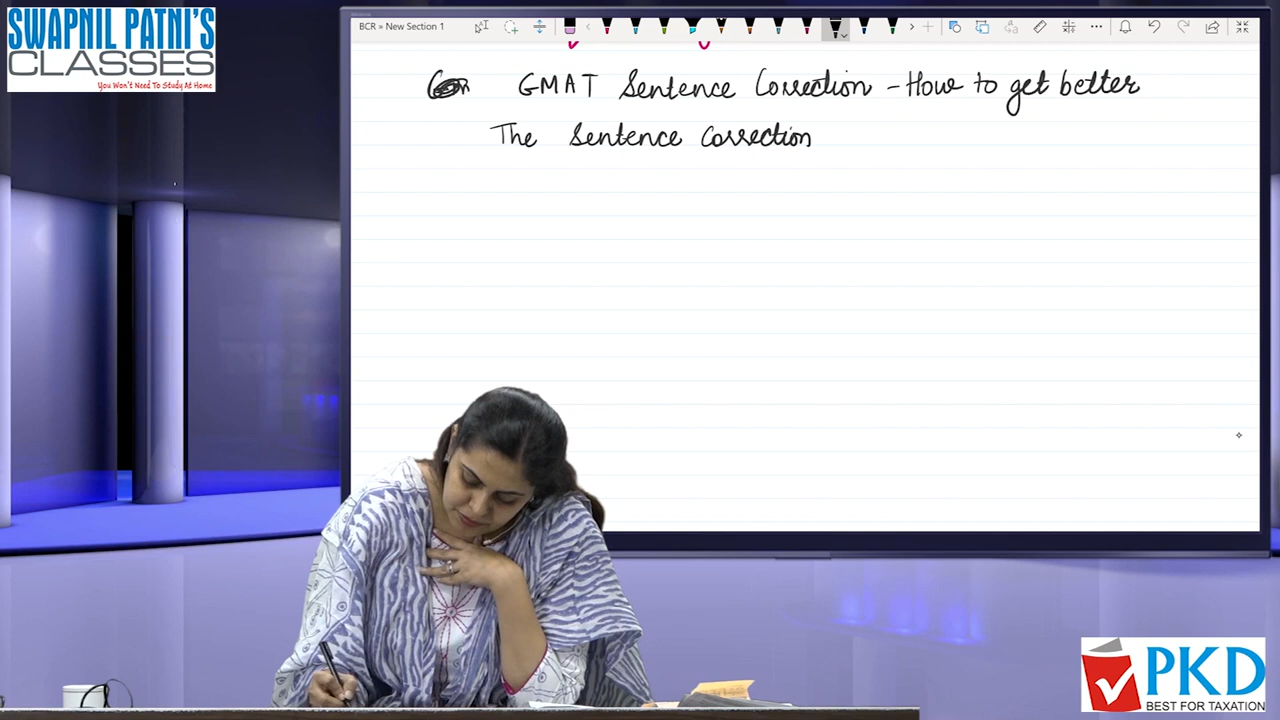 SWAPNIL PATNI'S
CLASSES
You Won't Need To Study At Home
BCR » New Section 1
GMAT Sentence Correction - How to get better
The Sentence Correction
PKD
BEST FOR TAXATION